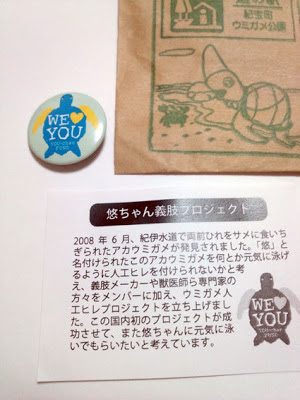 道の駅
紀宝町
ウミガメ公園
WE
YOU
悠ちゃん義肢プロジェクト
2008 年 6 月、紀伊水道で両前ひれをサメに食いち
ぎられたアカウミガメが発見されました。「悠」と
名付けられたこのアカウミガメを何とか元気に泳げ
るように人工ヒレを付けられないかと考
え、義肢メーカーや獣医師ら専門家の
方々をメンバーに加え、ウミガメ人
工ヒレプロジェクトを立ち上げまし
た。この国内初のプロジェクトが成
功させて、また悠ちゃんに元気に泳
いでもらいたいと考えています。
WE
YOU